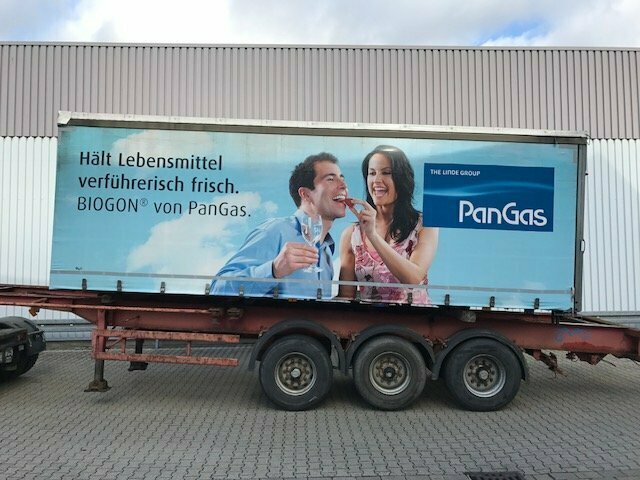 Hält Lebensmittel
verführerisch frisch.
BIOGON® von PanGas.
THE LINDE GROUP
PanGas